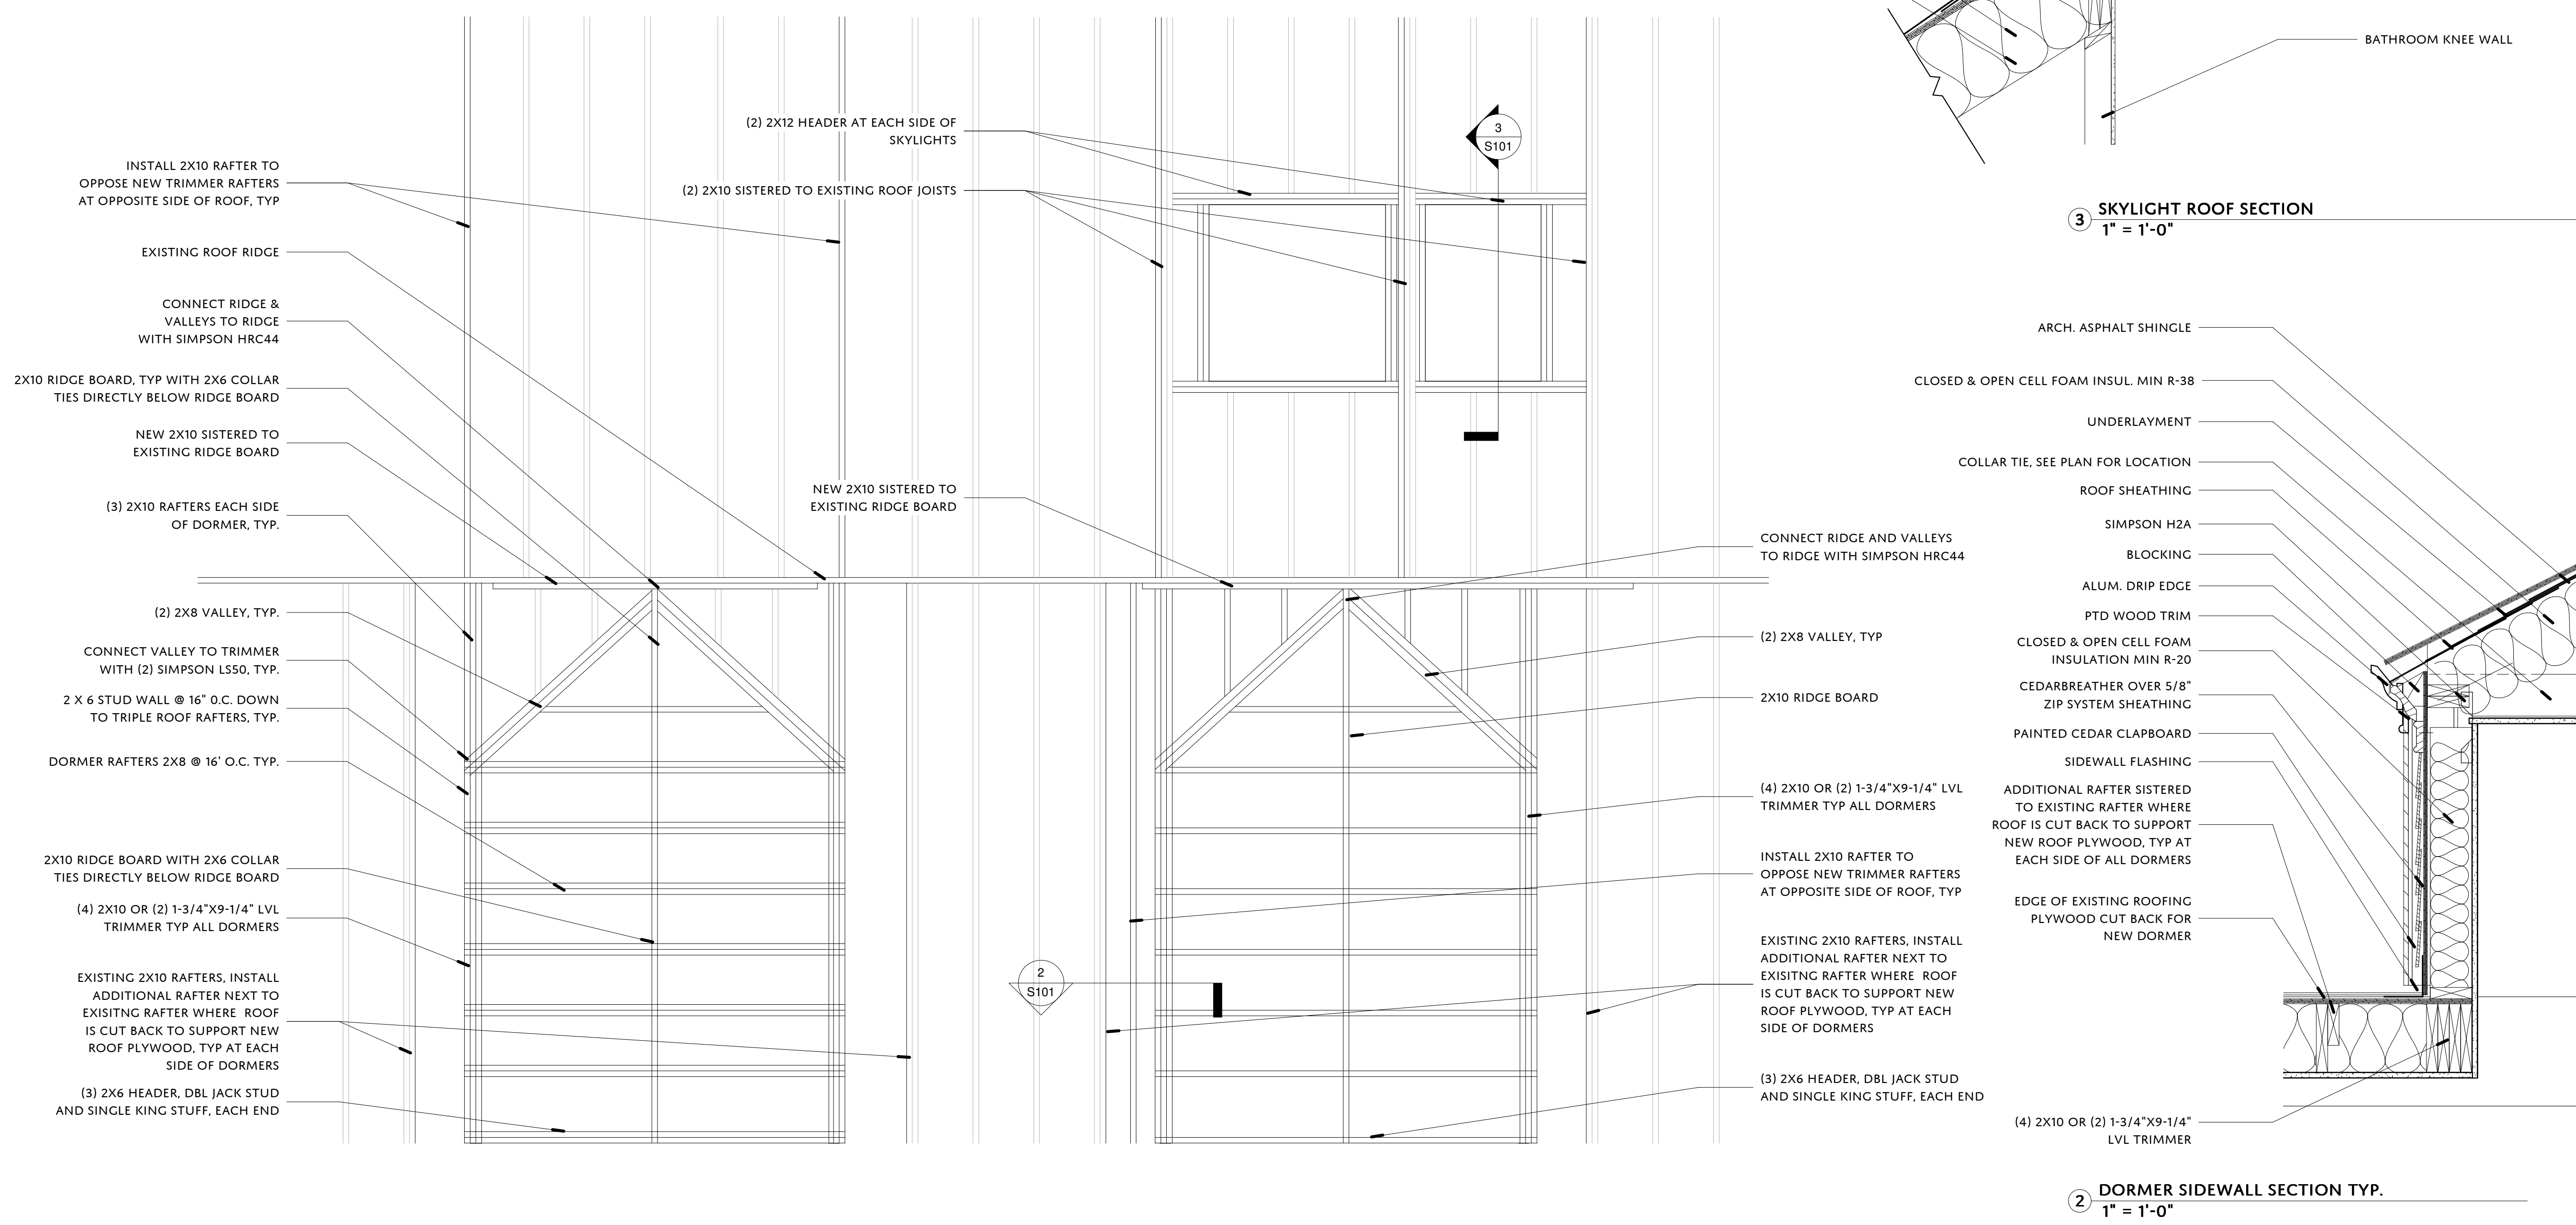 INSTALL 2X10 RAFTER TO
OPPOSE NEW TRIMMER RAFTERS
AT OPPOSITE SIDE OF ROOF, TYP
EXISTING ROOF RIDGE
CONNECT RIDGE &
VALLEYS TO RIDGE
WITH SIMPSON HRC44
2X10 RIDGE BOARD, TYP WITH 2X6 COLLAR
TIES DIRECTLY BELOW RIDGE BOARD
NEW 2X10 SISTERED TO
EXISTING RIDGE BOARD
(3) 2X10 RAFTERS EACH SIDE
OF DORMER, TYP.
(2) 2X8 VALLEY, TYP.
CONNECT VALLEY TO TRIMMER
WITH (2) SIMPSON LS50, TYP.
2 X 6 STUD WALL @ 16" 0.C. DOWN
TO TRIPLE ROOF RAFTERS, TYP.
DORMER RAFTERS 2X8 @ 16' O.C. TYP.
2X10 RIDGE BOARD WITH 2X6 COLLAR
TIES DIRECTLY BELOW RIDGE BOARD
(4) 2X10 OR (2) 1-3/4"X9-1/4" LVL
TRIMMER TYP ALL DORMERS
EXISTING 2X10 RAFTERS, INSTALL
ADDITIONAL RAFTER NEXT TO
EXISITNG RAFTER WHERE ROOF
IS CUT BACK TO SUPPORT NEW
ROOF PLYWOOD, TYP AT EACH
SIDE OF DORMERS
(3) 2X6 HEADER, DBL JACK STUD
AND SINGLE KING STUFF, EACH END
(2) 2X12 HEADER AT EACH SIDE OF
SKYLIGHTS
(2) 2X10 SISTERED TO EXISTING ROOF JOISTS
NEW 2X10 SISTERED TO
EXISTING RIDGE BOARD
3
S101
2
S101
CONNECT RIDGE AND VALLEYS
TO RIDGE WITH SIMPSON HRC44
(2) 2X8 VALLEY, TYP
2X10 RIDGE BOARD
(4) 2X10 OR (2) 1-3/4"X9-1/4" LVL
TRIMMER TYP ALL DORMERS
INSTALL 2X10 RAFTER TO
OPPOSE NEW TRIMMER RAFTERS
AT OPPOSITE SIDE OF ROOF, TYP
EXISTING 2X10 RAFTERS, INSTALL
ADDITIONAL RAFTER NEXT TO
EXISITNG RAFTER WHERE ROOF
IS CUT BACK TO SUPPORT NEW
ROOF PLYWOOD, TYP AT EACH
SIDE OF DORMERS
(3) 2X6 HEADER, DBL JACK STUD
AND SINGLE KING STUFF, EACH END
BATHROOM KNEE WALL
3 SKYLIGHT ROOF SECTION
1" = 1'-0"
ARCH. ASPHALT SHINGLE
CLOSED & OPEN CELL FOAM INSUL. MIN R-38
UNDERLAYMENT
COLLAR TIE, SEE PLAN FOR LOCATION
ROOF SHEATHING
SIMPSON H2A
BLOCKING
ALUM. DRIP EDGE
PTD WOOD TRIM
CLOSED & OPEN CELL FOAM
INSULATION MIN R-20
CEDARBREATHER OVER 5/8"
ZIP SYSTEM SHEATHING
PAINTED CEDAR CLAPBOARD
SIDEWALL FLASHING
ADDITIONAL RAFTER SISTERED
TO EXISTING RAFTER WHERE
ROOF IS CUT BACK TO SUPPORT
NEW ROOF PLYWOOD, TYP AT
EACH SIDE OF ALL DORMERS
EDGE OF EXISTING ROOFING
PLYWOOD CUT BACK FOR
NEW DORMER
(4) 2X10 OR (2) 1-3/4"X9-1/4"
LVL TRIMMER
2 DORMER SIDEWALL SECTION TYP.
1" = 1'-0"